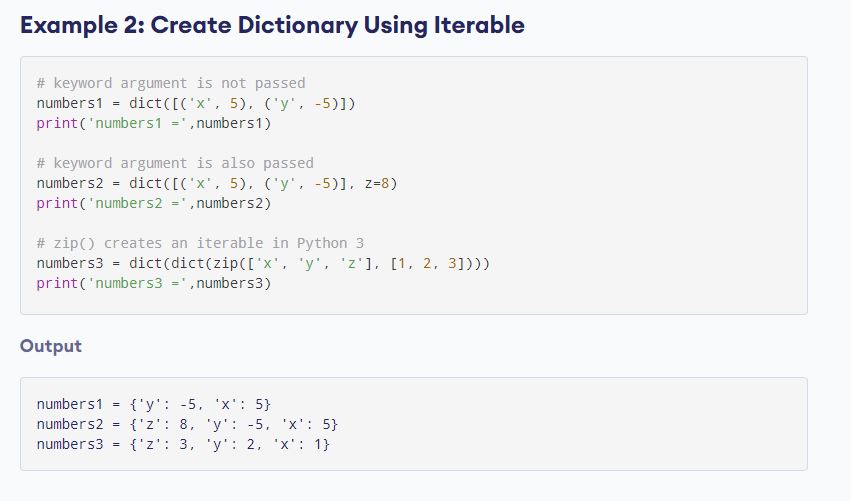 Example 2: Create Dictionary Using Iterable
# keyword argument is not passed
numbers1 = dict([('x', 5), ('y', -5)])
print('numbers1 =',numbers1)
# keyword argument is also passed
numbers2 = dict([('x', 5), ('y', -5)], z=8)
print('numbers2 =',numbers2)
# zip() creates an iterable in Python 3
numbers3 = dict(dict(zip(['x', 'y', 'z'], [1, 2, 3])))
print('numbers3 =',numbers3)
Output
numbers1 = {'y': -5, 'x': 5}
numbers2 = {'z': 8, 'y': -5, 'x': 5}
numbers3 = {'z': 3, 'y': 2, 'x': 1}